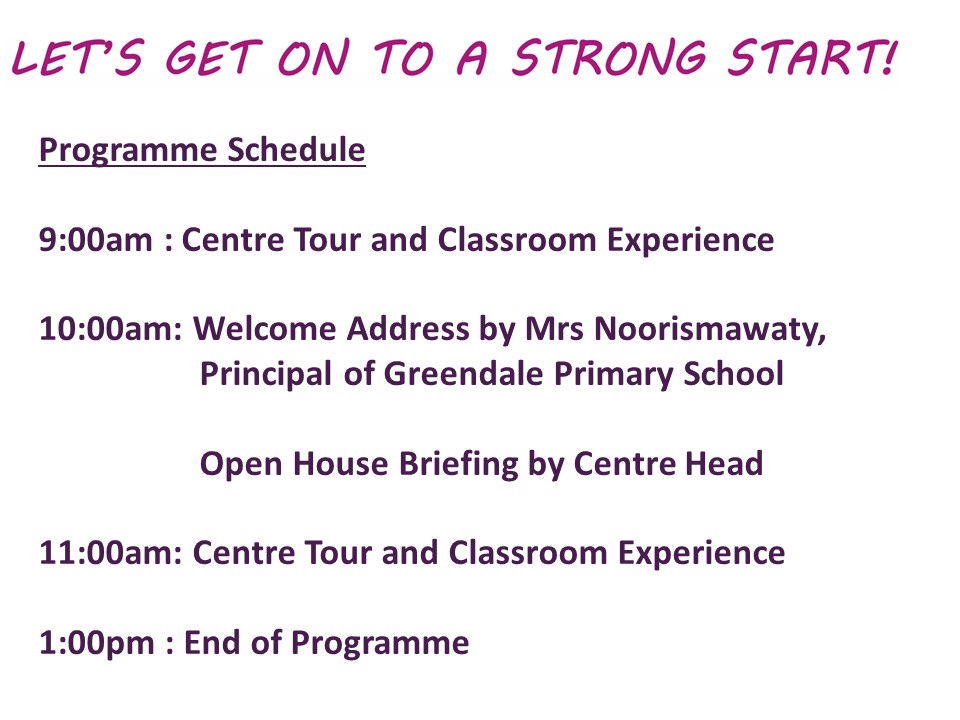 LET'S GET ON TO A STRONG START!
Programme Schedule
9:00am : Centre Tour and Classroom Experience
10:00am: Welcome Address by Mrs Noorismawaty,
Principal of Greendale Primary School
Open House Briefing by Centre Head
11:00am: Centre Tour and Classroom Experience
1:00pm : End of Programme